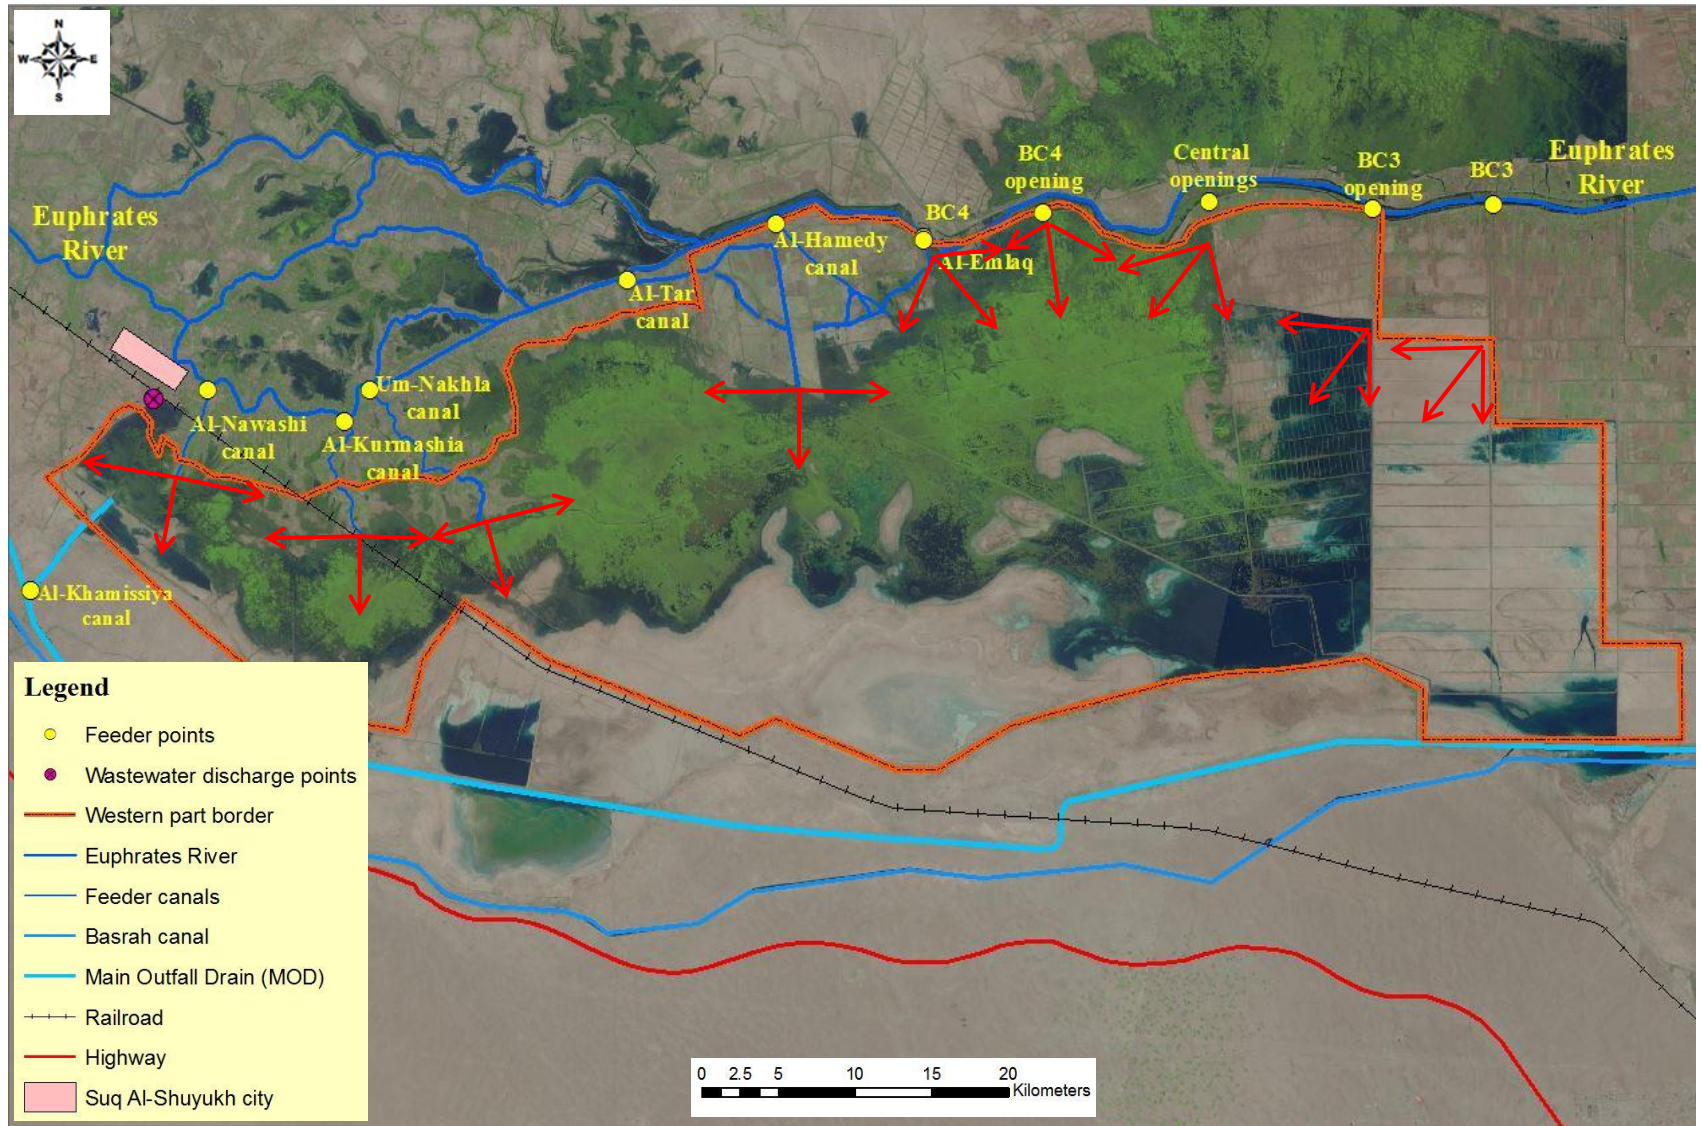 N
W
E
S
Euphrates
River
Al-Nawashi
canal
Um-Nakhla
canal
Al-Kurmashia
canal
Al-Khamissiya
canal
Al-Tar
canal
Al-Hamedy
canal
BC4
Al-Emlaq
BC4
opening
Central
openings
BC3
opening
BC3
Euphrates
River
Legend
Feeder points
Wastewater discharge points
Western part border
Euphrates River
Feeder canals
Basrah canal
Main Outfall Drain (MOD)
Railroad
Highway
Suq Al-Shuyukh city
0 2.5 5 10 15 20
Kilometers